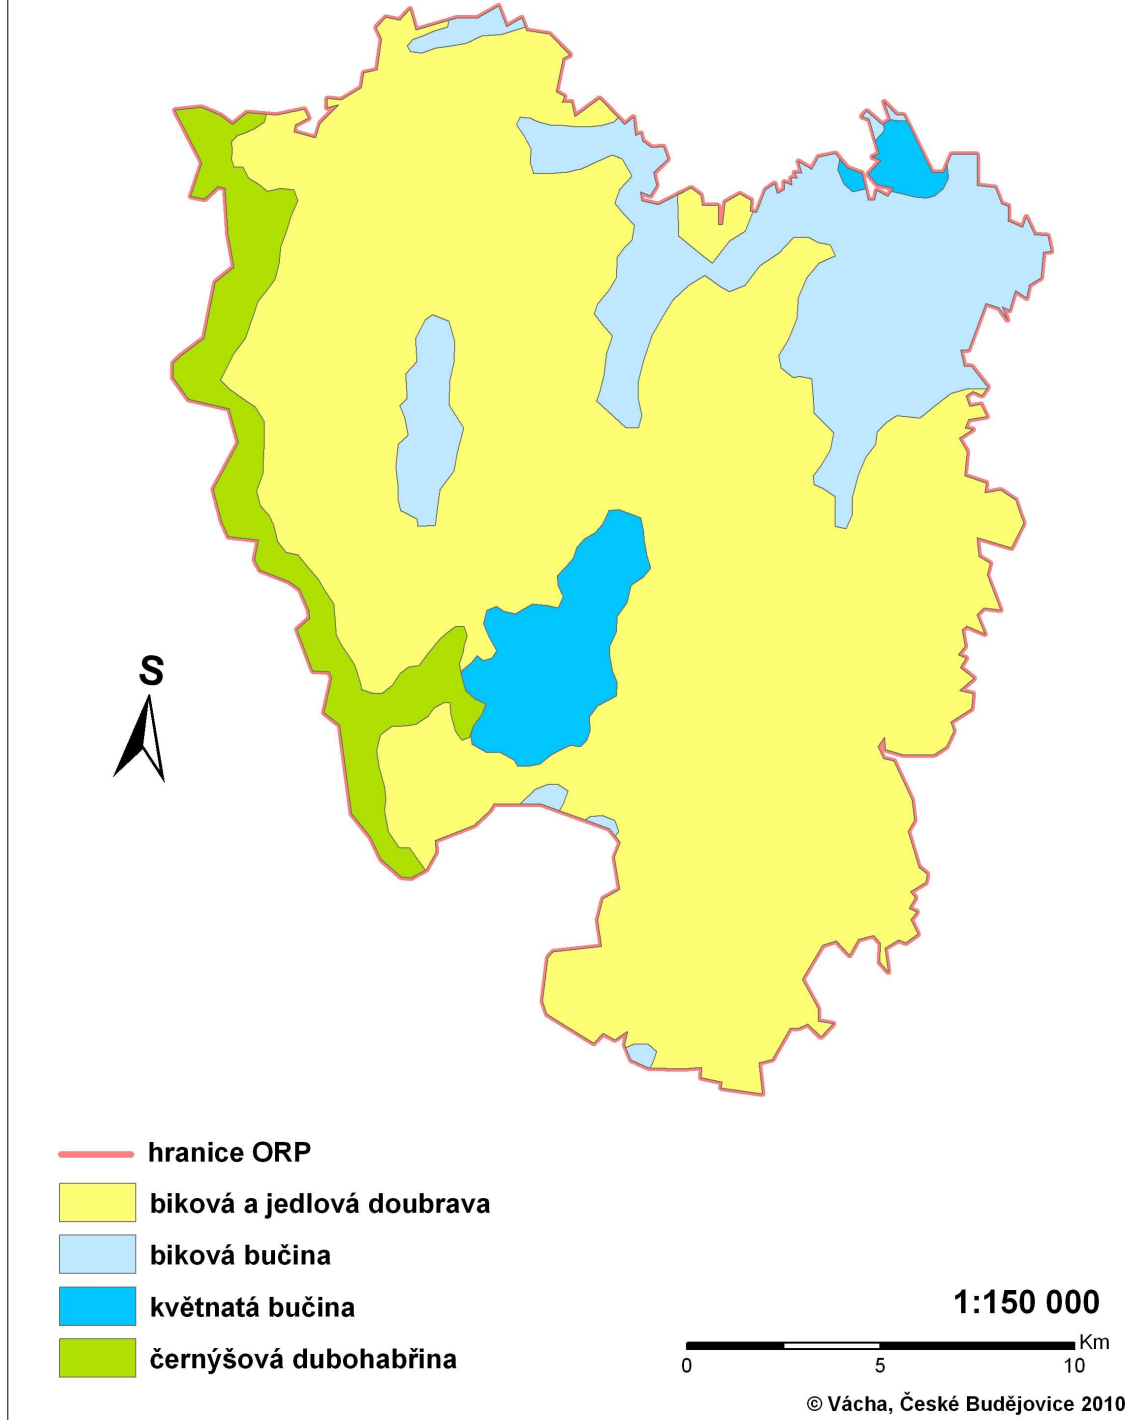 S
hranice ORP
biková a jedlová doubrava
biková bučina
květnatá bučina
černýšová dubohabřina
1:150 000
Km
0 5 10
© Vácha, České Budějovice 2010